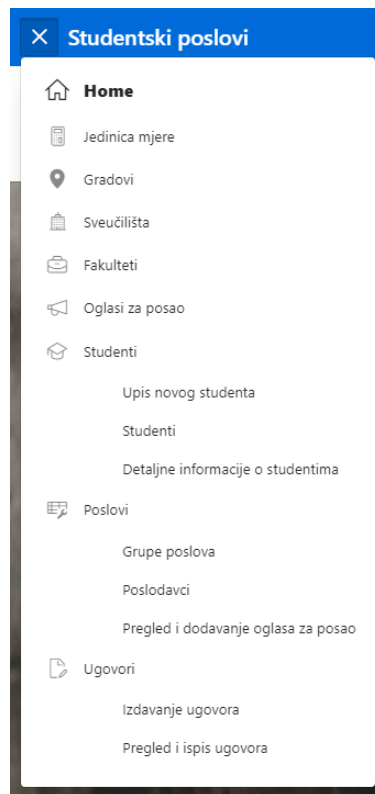 Studentski poslovi
Home
Jedinica mjere
Gradovi
Sveučilišta
Fakulteti
Oglasi za posao
Studenti
Upis novog studenta
Studenti
Detaljne informacije o studentima
Poslovi
Grupe poslova
Poslodavci
Pregled i dodavanje oglasa za posao
Ugovori
Izdavanje ugovora
Pregled i ispis ugovora